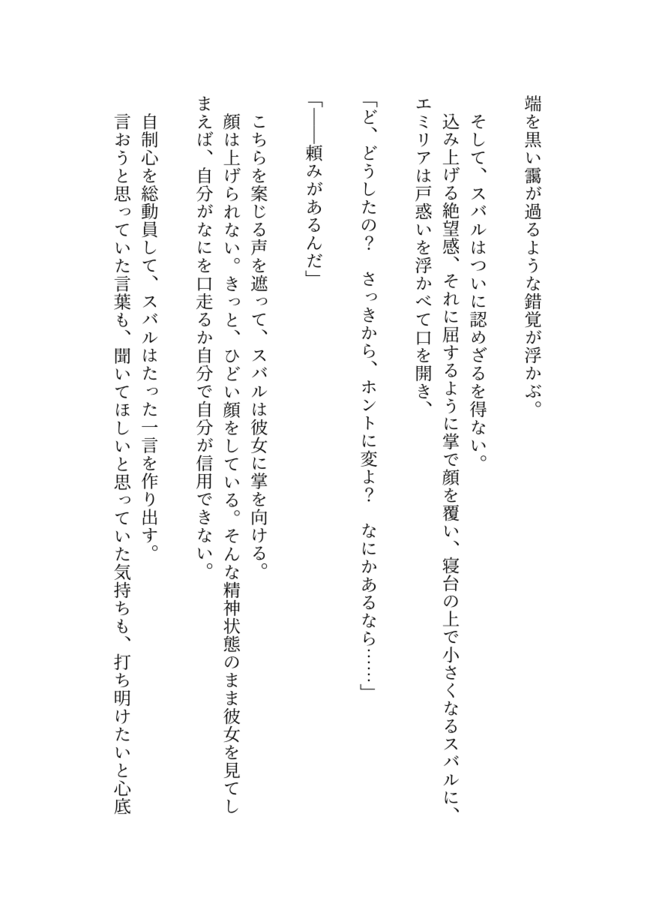 端を黒い靄が過るような錯覚が浮かぶ。
　そして、スバルはついに認めざるを得ない。
　込み上げる絶望感、それに屈するように掌で顔を覆い、寝台の上で小さくなるスバルに、
エミリアは戸惑いを浮かべて口を開き、
「ど、どうしたの？　さっきから、ホントに変よ？　なにかあるなら……」
「――頼みがあるんだ」
　こちらを案じる声を遮って、スバルは彼女に掌を向ける。
　顔は上げられない。きっと、ひどい顔をしている。そんな精神状態のまま彼女を見てし
まえば、自分がなにを口走るか自分で自分が信用できない。
　自制心を総動員して、スバルはたった一言を作り出す。
　言おうと思っていた言葉も、聞いてほしいと思っていた気持ちも、打ち明けたいと心底